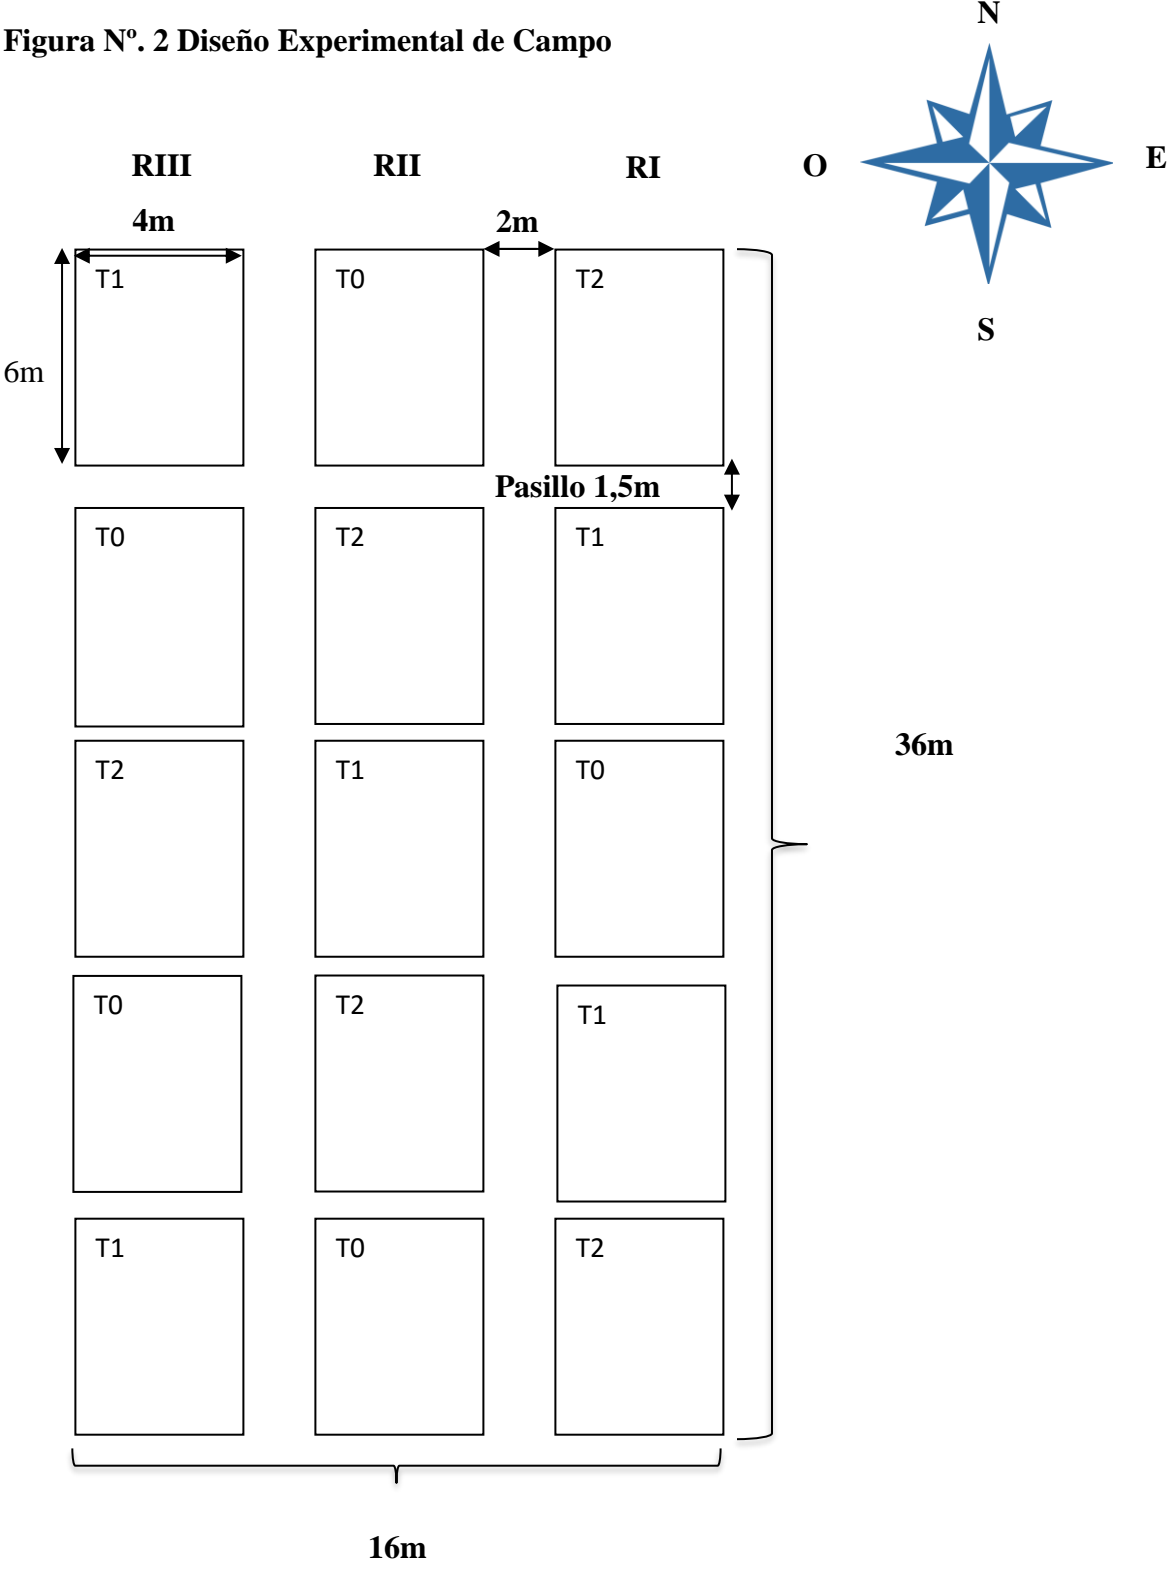 N
Figura Nº. 2 Diseño Experimental de Campo
RIII RII RI O E
4m 2m
T1 T0 T2
S
6m
Pasillo 1,5m
T0 T2 T1
36m
T2 T1 T0
T0 T2 T1
T1 T0 T2
16m